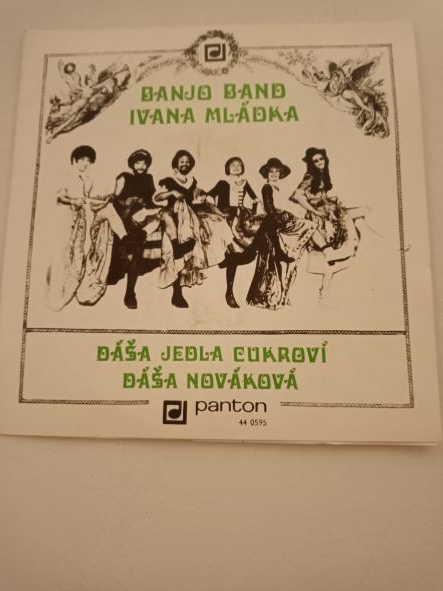 BANJO BAND
IVANA MLÁDKA
DÁŠA JEDLA CUKROVÍ
DÁŠA NOVÁKOVÁ
panton
44 0595